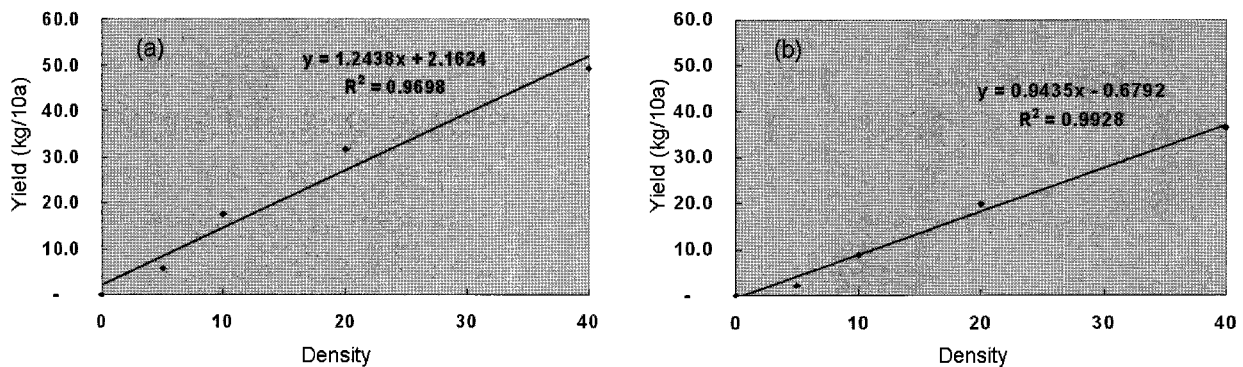 (a)
y = 1.2438x + 2.1624
R² = 0.9698
Yield (kg/10a)
60.0
50.0
40.0
30.0
20.0
10.0
-
0 10 20 30 40
Density
(b)
y = 0.9435x - 0.6792
R² = 0.9928
Yield (kg/10a)
60.0
50.0
40.0
30.0
20.0
10.0
-
0 10 20 30 40
Density